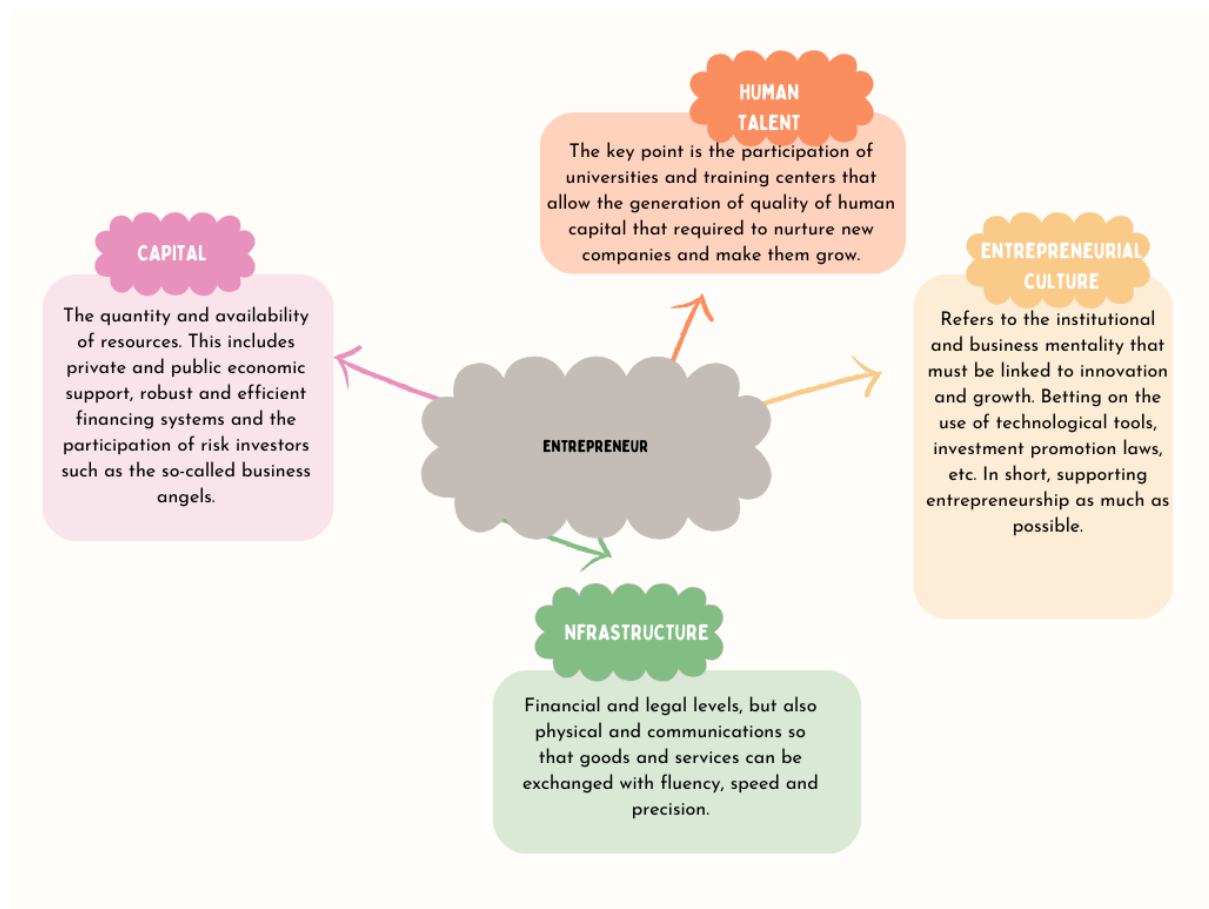 HUMAN
TALENT
The key point is the participation of
universities and training centers that
allow the generation of quality of human
capital that required to nurture new
companies and make them grow.
CAPITAL
The quantity and availability
of resources. This includes
private and public economic
support, robust and efficient
financing systems and the
participation of risk investors
such as the so-called business
angels.
ENTREPRENEURIAL
CULTURE
Refers to the institutional
and business mentality that
must be linked to innovation
and growth. Betting on the
use of technological tools,
investment promotion laws,
etc. In short, supporting
entrepreneurship as much as
possible.
ENTREPRENEUR
NFRASTRUCTURE
Financial and legal levels, but also
physical and communications so
that goods and services can be
exchanged with fluency, speed and
precision.